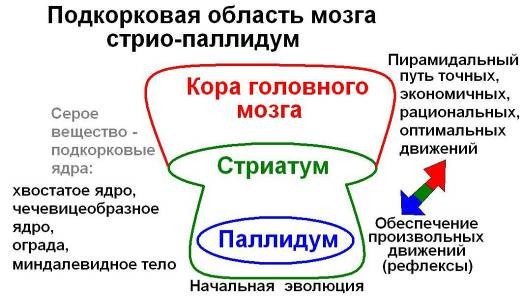 Подкорковая область мозга
стрио-паллидум
Кора головного
мозга
Пирамидальный
путь точных,
экономичных,
рациональных,
оптимальных
движений
Серое
вещество -
подкорковые
ядра:
хвостатое ядро,
чечевицеобразное
ядро,
ограда,
миндалевидное тело
Стриатум
Паллидум
Обеспечение
произвольных
движений
(рефлексы)
Начальная эволюция